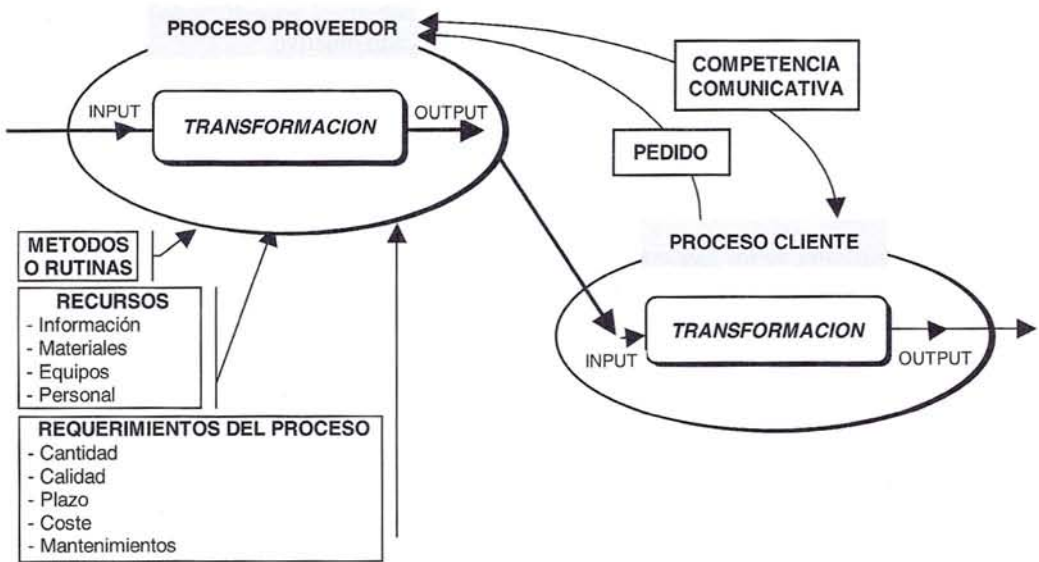 PROCESO PROVEEDOR
INPUT
TRANSFORMACION
OUTPUT
COMPETENCIA
COMUNICATIVA
PEDIDO
METODOS
O RUTINAS
RECURSOS
- Información
- Materiales
- Equipos
- Personal
REQUERIMIENTOS DEL PROCESO
- Cantidad
- Calidad
- Plazo
- Coste
- Mantenimientos
PROCESO CLIENTE
INPUT
TRANSFORMACION
OUTPUT